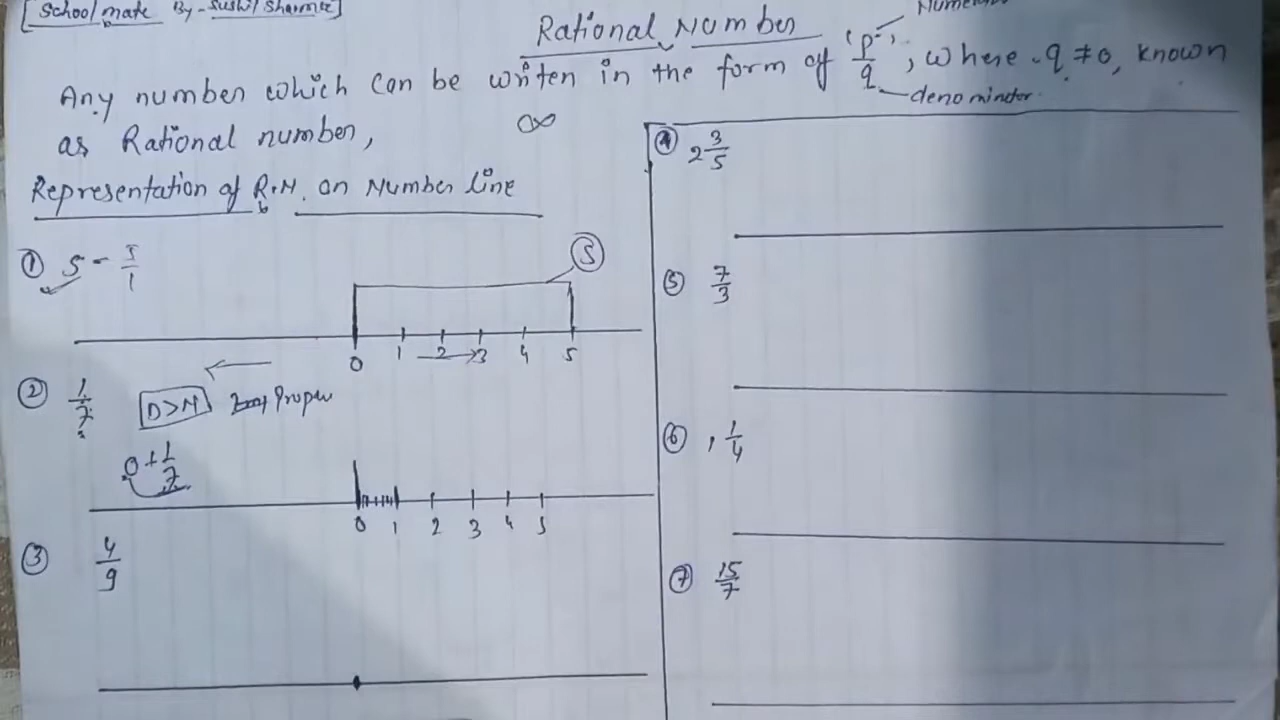 [School mate By - Sushil Sharma]
Rational Number
Any number which can be writen in the form of 'p/q', where q ≠ 0, known
denominator
as Rational number,
∞
Representation of R.N. on Number line
① 5 - 5/1
5
0 1 2 3 4 5
② 1/7 D>N Proper
0 + 1/7
0 1 2 3 4 5
③ 4/9
④ 2 3/5
⑤ 7/3
⑥ , 1/4
⑦ 15/7